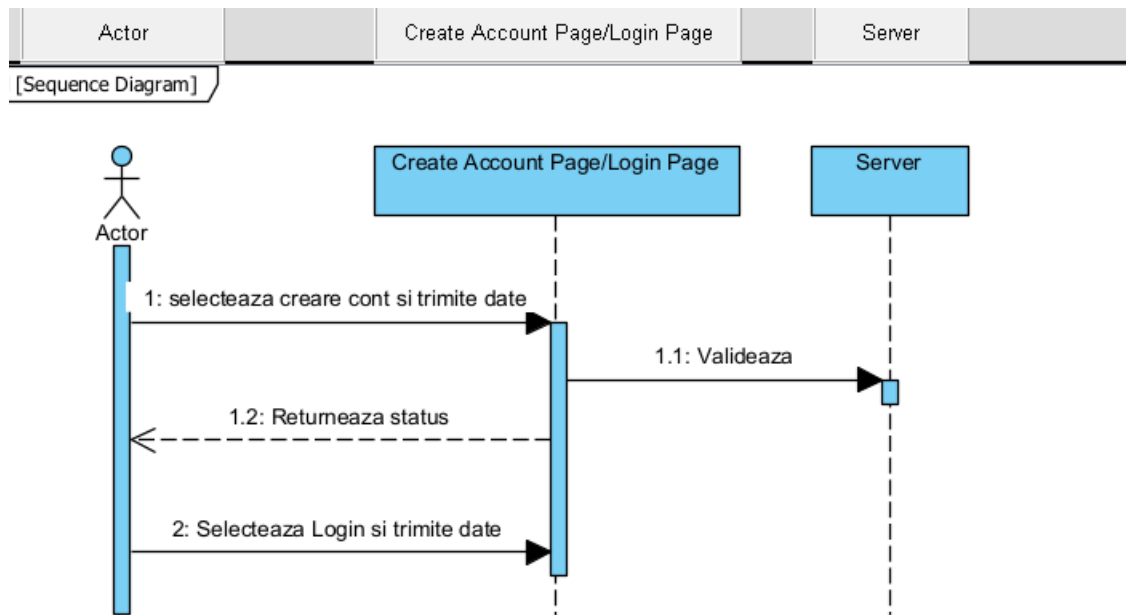 Actor
Create Account Page/Login Page
Server
[Sequence Diagram]
Create Account Page/Login Page
Server
Actor
1: selecteaza creare cont si trimite date
1.1: Valideaza
1.2: Returneaza status
2: Selecteaza Login si trimite date